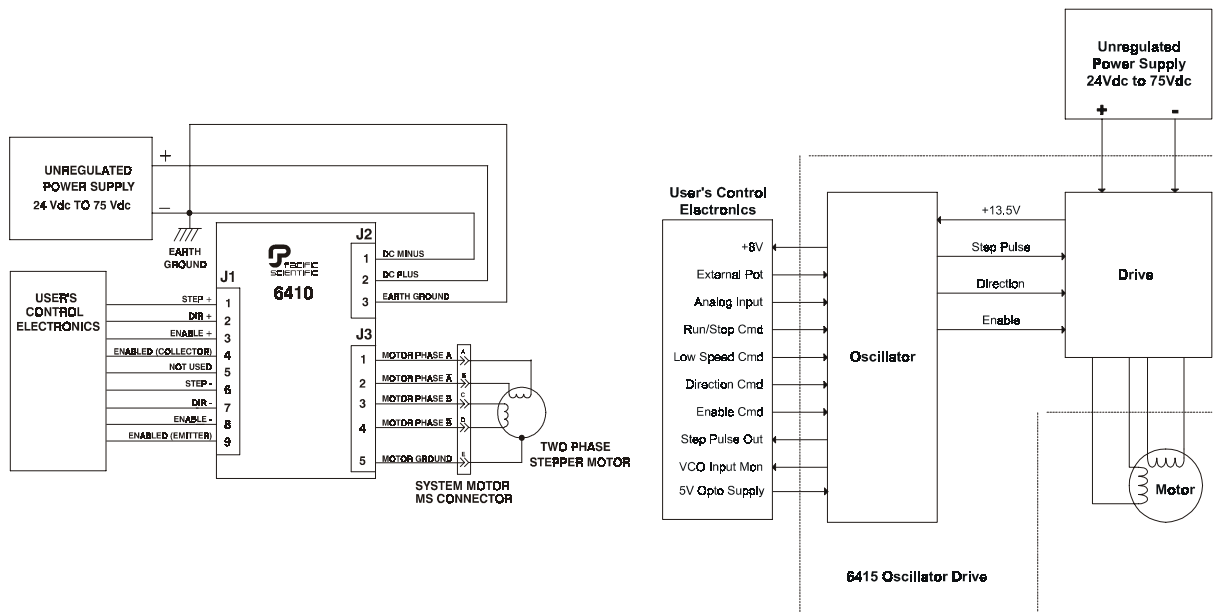 UNREGULATED
POWER SUPPLY
24 Vdc TO 75 Vdc
+
–
EARTH
GROUND
USER'S
CONTROL
ELECTRONICS
J1
STEP + 1
DIR + 2
ENABLE + 3
ENABLED (COLLECTOR) 4
NOT USED 5
STEP - 6
DIR - 7
ENABLE - 8
ENABLED (EMITTER) 9
PACIFIC
SCIENTIFIC
6410
J2
1 DC MINUS
2 DC PLUS
3 EARTH GROUND
J3
1 MOTOR PHASE A A
2 MOTOR PHASE A̅ B
3 MOTOR PHASE B C
4 MOTOR PHASE B̅ D
5 MOTOR GROUND E
TWO PHASE
STEPPER MOTOR
SYSTEM MOTOR
MS CONNECTOR
Unregulated
Power Supply
24Vdc to 75Vdc
+ -
User's Control
Electronics
+8V
External Pot
Analog Input
Run/Stop Cmd
Low Speed Cmd
Direction Cmd
Enable Cmd
Step Pulse Out
VCO Input Mon
5V Opto Supply
Oscillator
+13.5V
Step Pulse
Direction
Enable
Drive
Motor
6415 Oscillator Drive